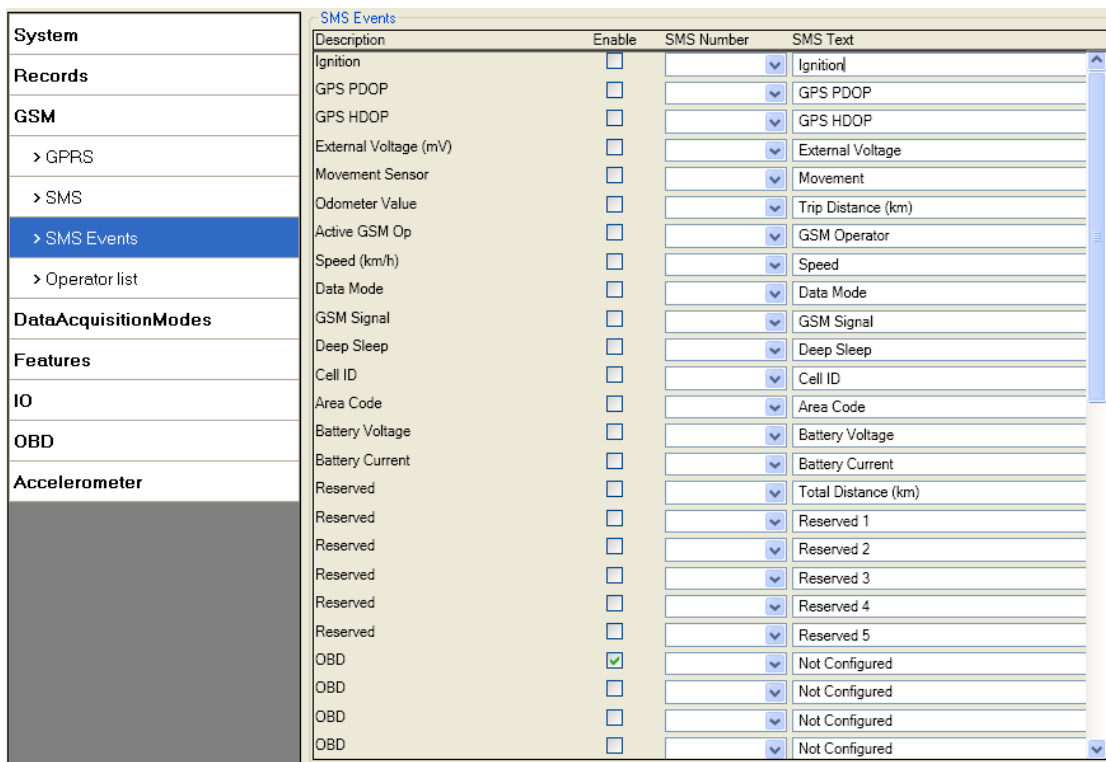 System
Records
GSM
> GPRS
> SMS
> SMS Events
> Operator list
DataAcquisitionModes
Features
IO
OBD
Accelerometer
SMS Events
Description Enable SMS Number SMS Text
Ignition Ignition
GPS PDOP GPS PDOP
GPS HDOP GPS HDOP
External Voltage (mV) External Voltage
Movement Sensor Movement
Odometer Value Trip Distance (km)
Active GSM Op GSM Operator
Speed (km/h) Speed
Data Mode Data Mode
GSM Signal GSM Signal
Deep Sleep Deep Sleep
Cell ID Cell ID
Area Code Area Code
Battery Voltage Battery Voltage
Battery Current Battery Current
Reserved Total Distance (km)
Reserved Reserved 1
Reserved Reserved 2
Reserved Reserved 3
Reserved Reserved 4
Reserved Reserved 5
OBD Not Configured
OBD Not Configured
OBD Not Configured
OBD Not Configured